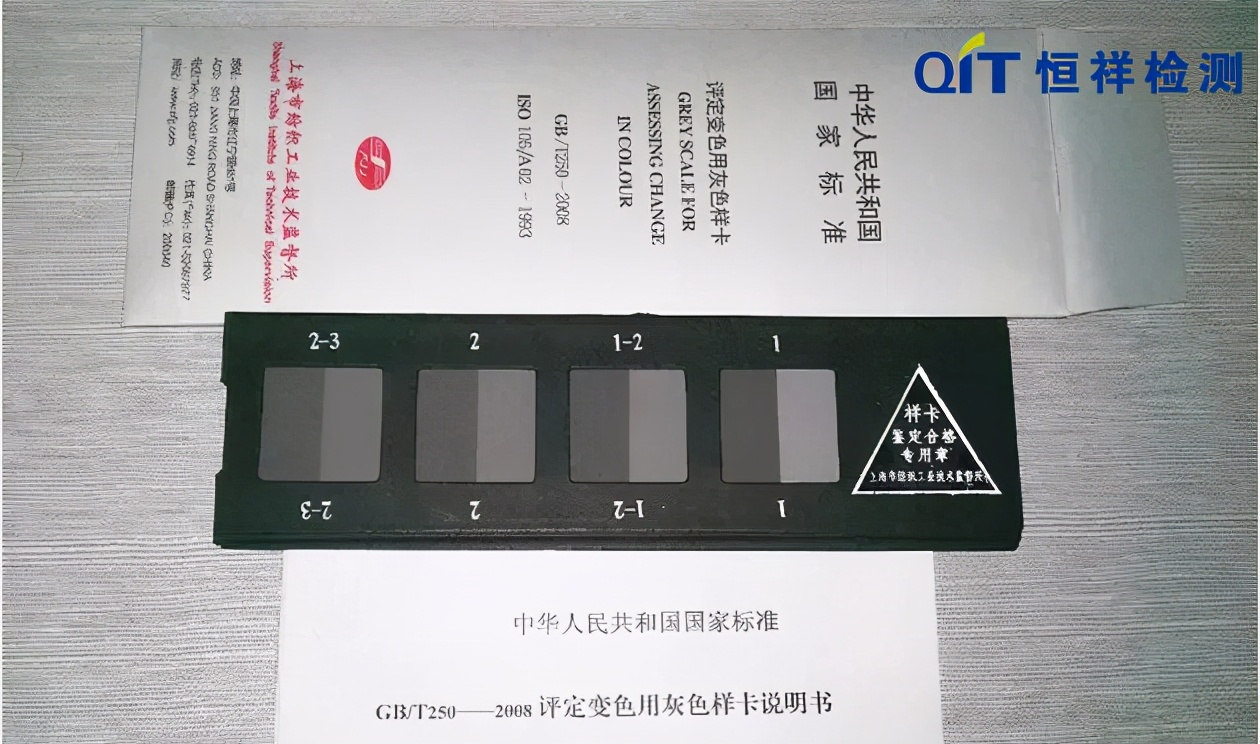 QIT 恒祥检测
中华人民共和国
国家标准
评定变色用灰色样卡
GREY SCALE FOR
ASSESSING CHANGE
IN COLOUR
GB/T250-2008
ISO 105/A02-1993
上海市纺织工业技术监督所
2-3 2 1-2 1
样卡
鉴定合格
专用章
2-3 2 1-2 1
中华人民共和国国家标准
GB/T250——2008 评定变色用灰色样卡说明书